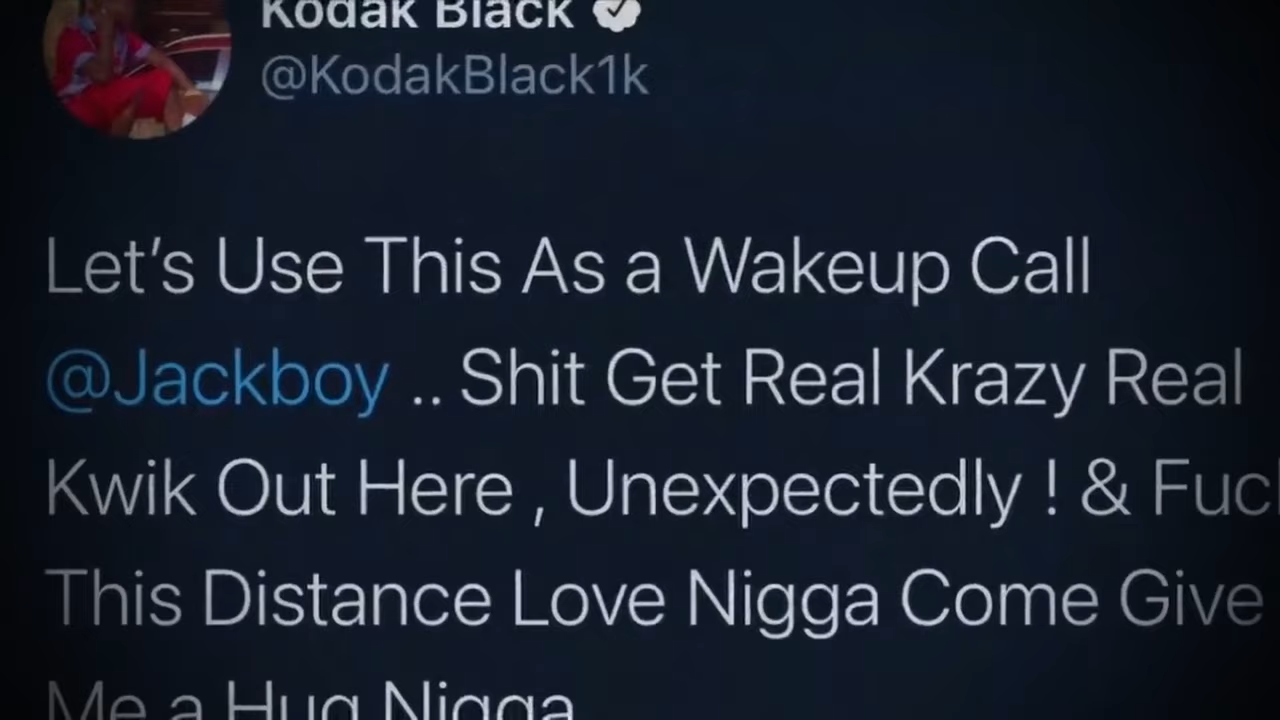 Kodak Black
@KodakBlack1k
Let's Use This As a Wakeup Call
@Jackboy .. Shit Get Real Krazy Real
Kwik Out Here , Unexpectedly ! & Fuc
This Distance Love Nigga Come Give
Me a Hug Nigga